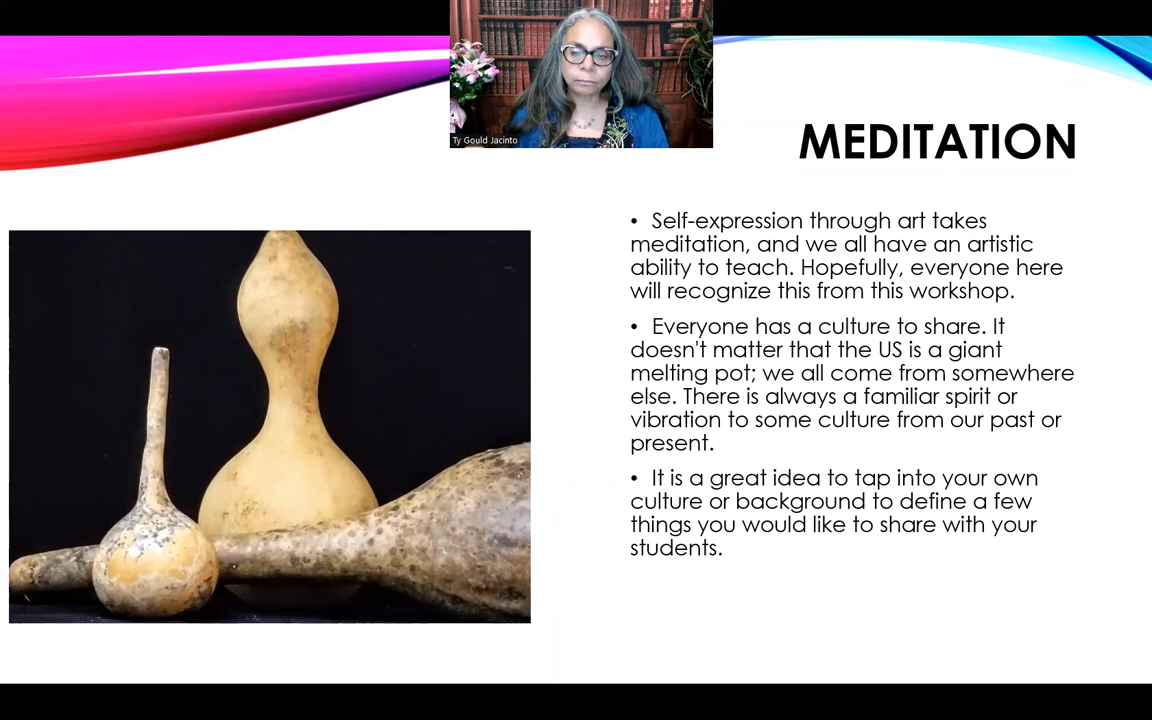 Ty Gould Jacinto
MEDITATION
• Self-expression through art takes
meditation, and we all have an artistic
ability to teach. Hopefully, everyone here
will recognize this from this workshop.
• Everyone has a culture to share. It
doesn't matter that the US is a giant
melting pot; we all come from somewhere
else. There is always a familiar spirit or
vibration to some culture from our past or
present.
• It is a great idea to tap into your own
culture or background to define a few
things you would like to share with your
students.